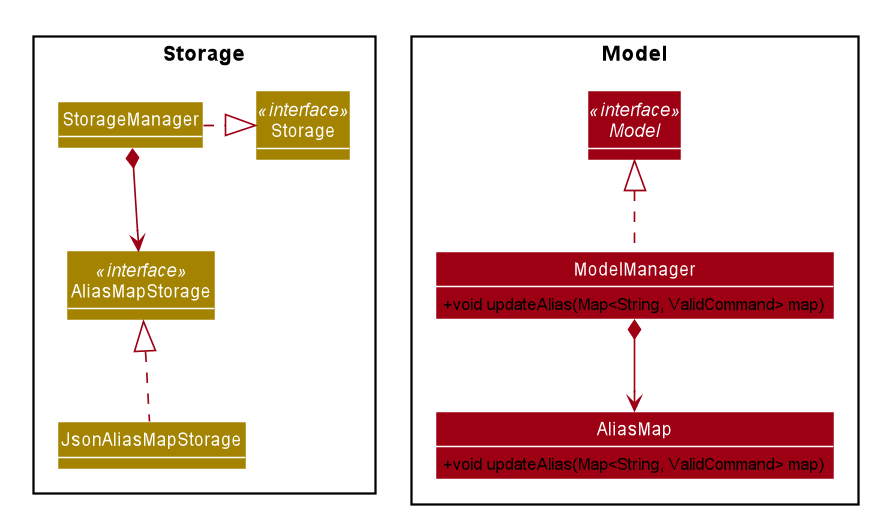 Storage
StorageManager
«interface»
Storage
«interface»
AliasMapStorage
JsonAliasMapStorage
Model
«interface»
Model
ModelManager
+void updateAlias(Map<String, ValidCommand> map)
AliasMap
+void updateAlias(Map<String, ValidCommand> map)